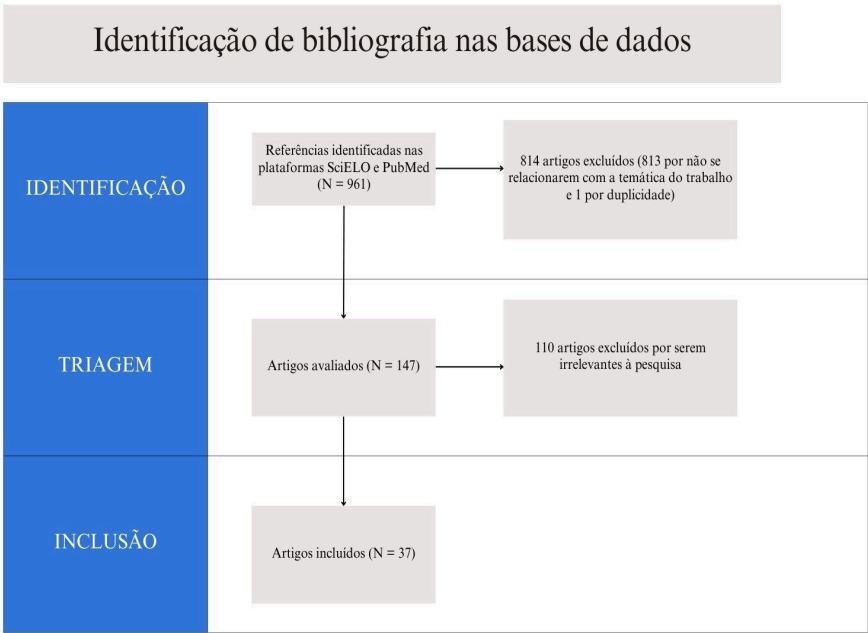 Identificação de bibliografia nas bases de dados
IDENTIFICAÇÃO
Referências identificadas nas
plataformas SciELO e PubMed
(N = 961)
814 artigos excluídos (813 por não se
relacionarem com a temática do trabalho
e 1 por duplicidade)
TRIAGEM
Artigos avaliados (N = 147)
110 artigos excluídos por serem
irrelevantes à pesquisa
INCLUSÃO
Artigos incluídos (N = 37)